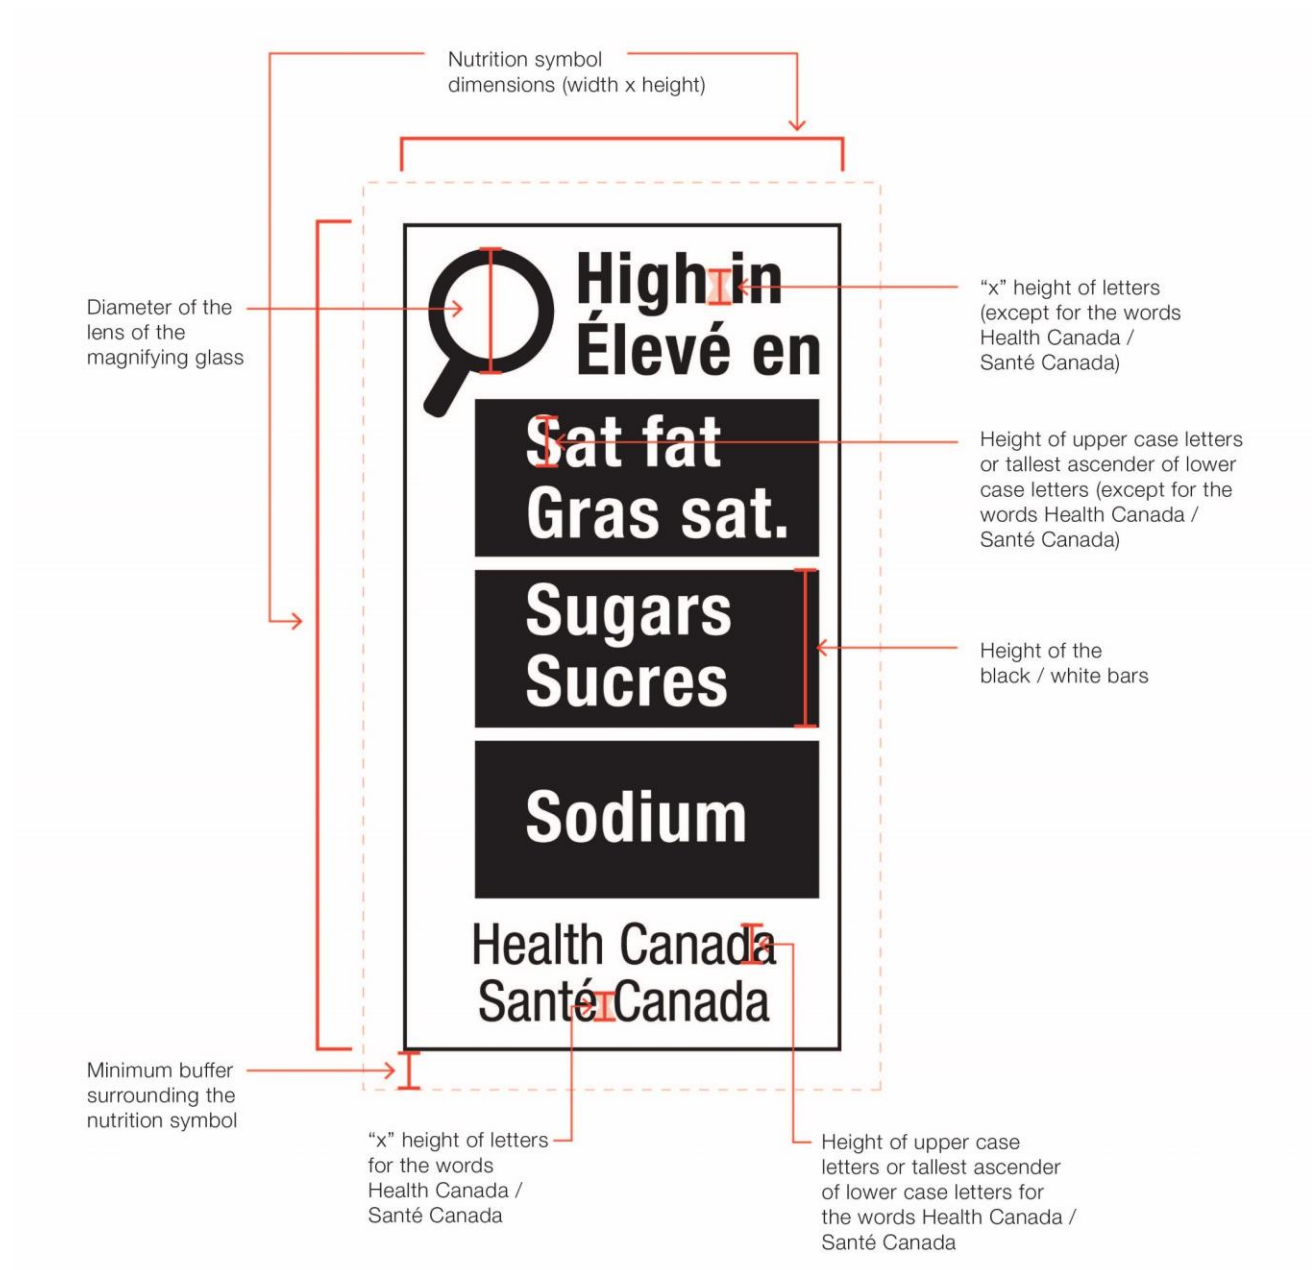 Nutrition symbol
dimensions (width x height)
High in
Élevé en
Diameter of the
lens of the
magnifying glass
“x” height of letters
(except for the words
Health Canada /
Santé Canada)
Sat fat
Gras sat.
Height of upper case letters
or tallest ascender of lower
case letters (except for the
words Health Canada /
Santé Canada)
Sugars
Sucres
Height of the
black / white bars
Sodium
Health Canada
Santé Canada
Minimum buffer
surrounding the
nutrition symbol
“x” height of letters
for the words
Health Canada /
Santé Canada
Height of upper case
letters or tallest ascender
of lower case letters for
the words Health Canada /
Santé Canada